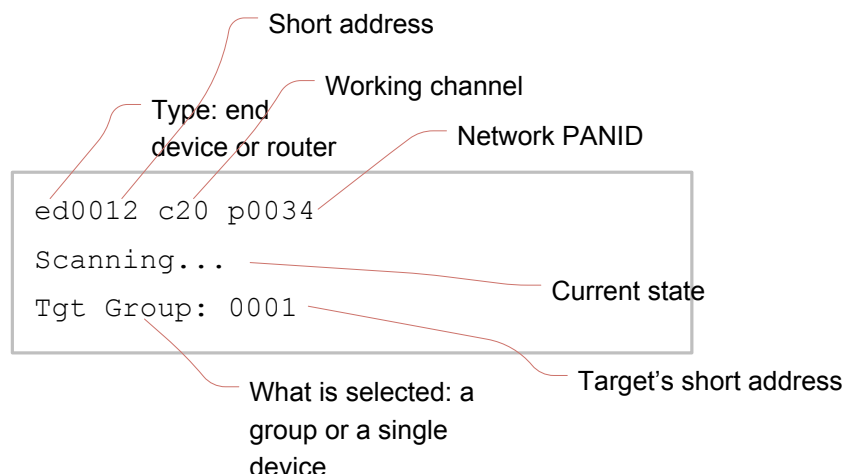 Short address
Working channel
Type: end
device or router
Network PANID
ed0012 c20 p0034
Scanning...
Current state
Tgt Group: 0001
Target's short address
What is selected: a
group or a single
device